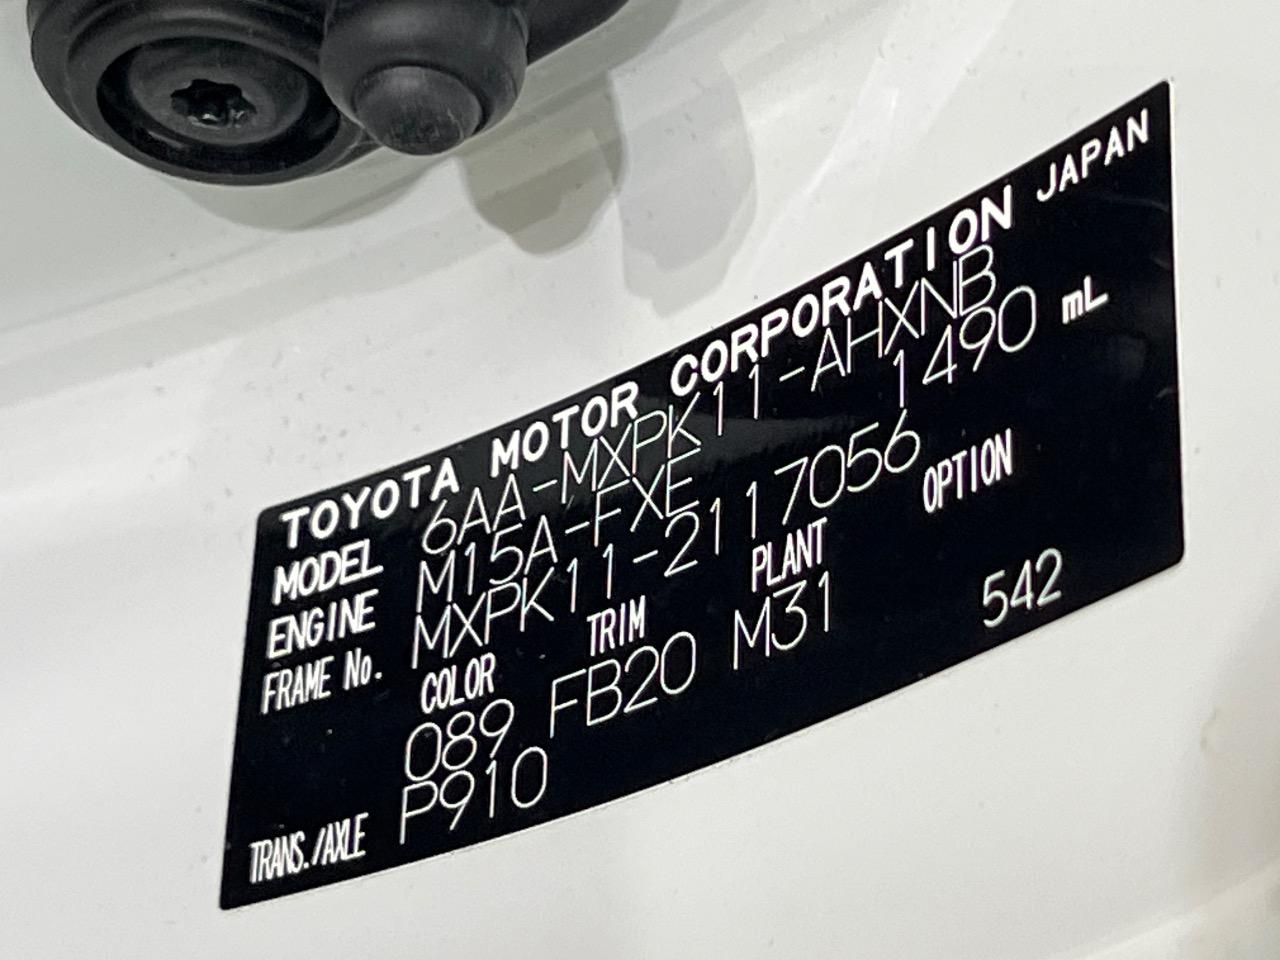 TOYOTA MOTOR CORPORATION JAPAN
MODEL 6AA-MXPK11-AHXNB
ENGINE M15A-FXE 1490 mL
FRAME No. MXPK11-2117056
COLOR TRIM PLANT OPTION
089 FB20 M31 542
TRANS./AXLE P910